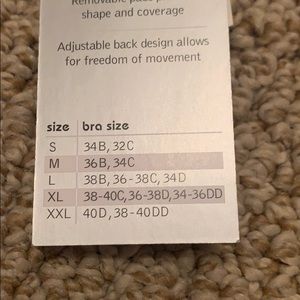 Removable
shape and coverage
Adjustable back design allows
for freedom of movement
size bra size
S 34B, 32C
M 36B, 34C
L 38B, 36-38C, 34D
XL 38-40C,36-38D,34-36DD
XXL 40D, 38-40DD